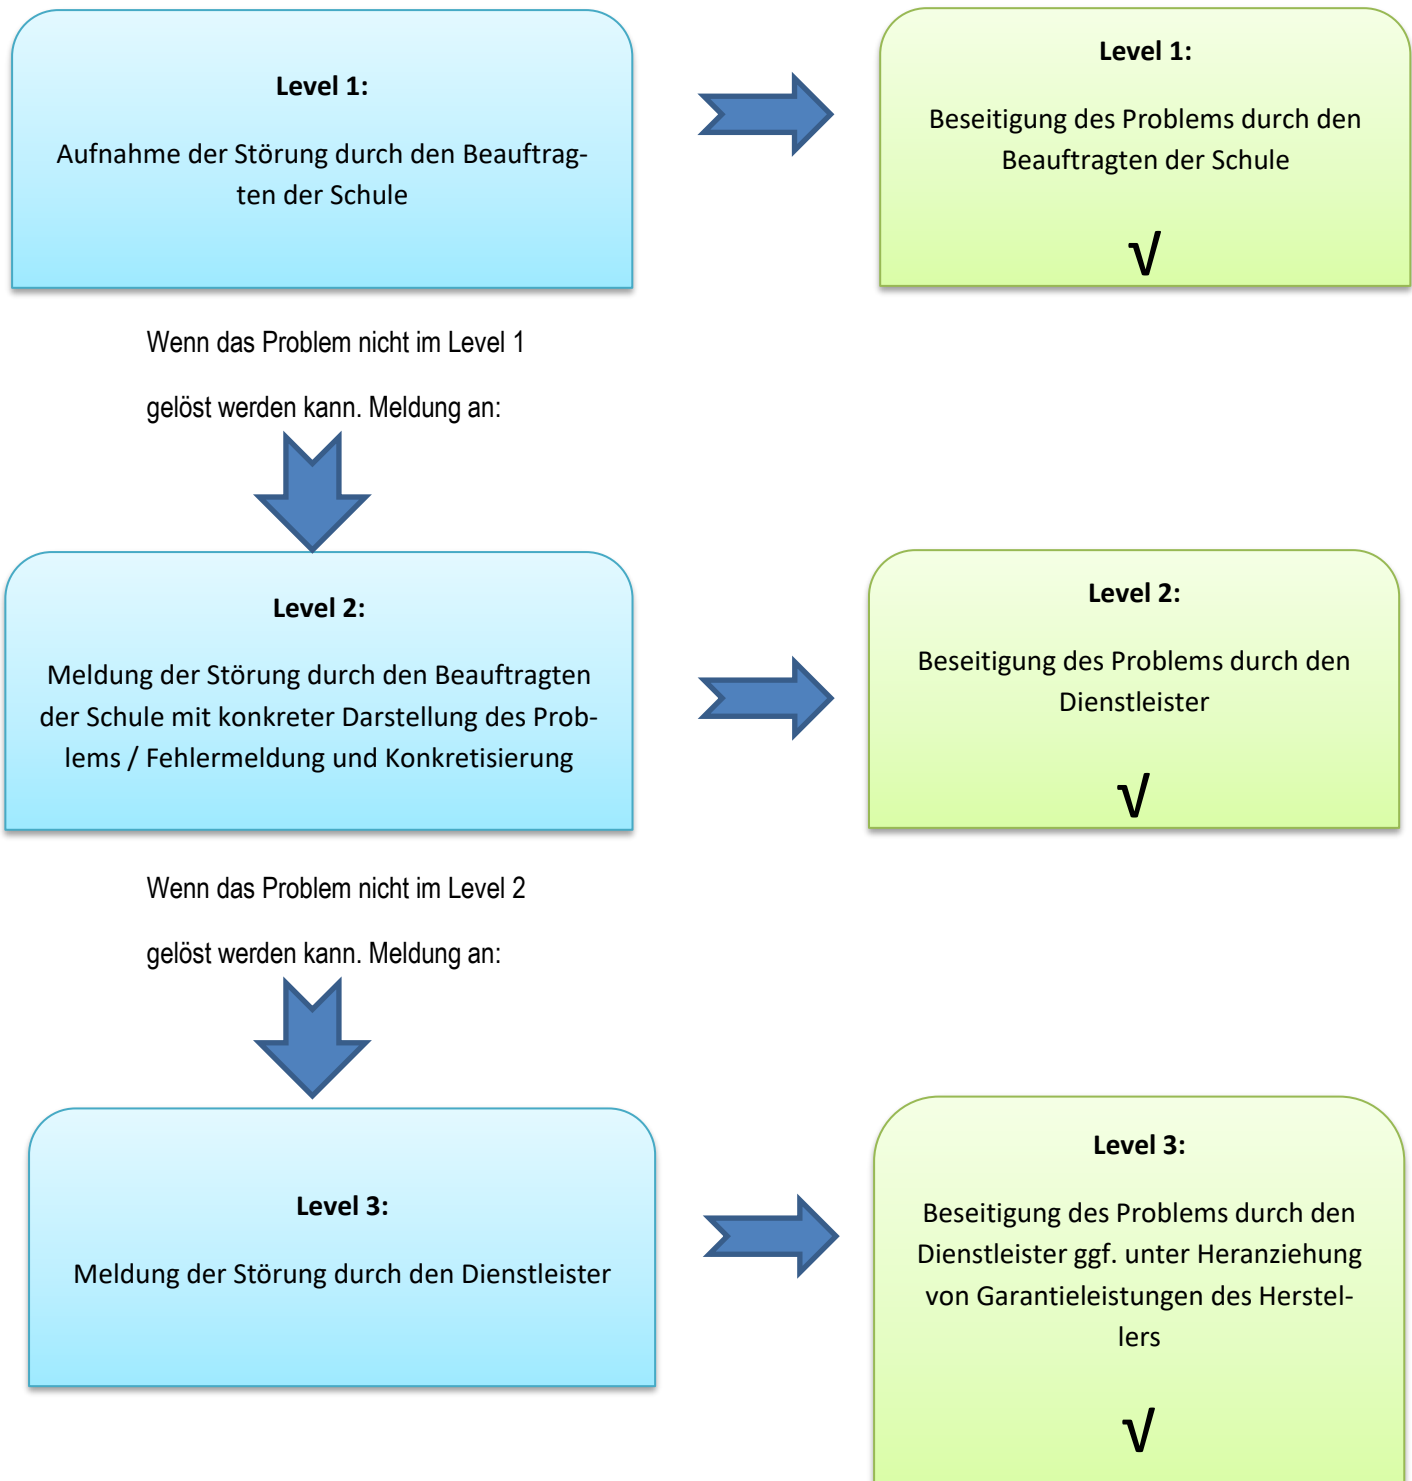 Level 1:
Aufnahme der Störung durch den Beauftrag-
ten der Schule
Level 1:
Beseitigung des Problems durch den
Beauftragten der Schule
√
Wenn das Problem nicht im Level 1
gelöst werden kann. Meldung an:
Level 2:
Meldung der Störung durch den Beauftragten
der Schule mit konkreter Darstellung des Prob-
lems / Fehlermeldung und Konkretisierung
Level 2:
Beseitigung des Problems durch den
Dienstleister
√
Wenn das Problem nicht im Level 2
gelöst werden kann. Meldung an:
Level 3:
Meldung der Störung durch den Dienstleister
Level 3:
Beseitigung des Problems durch den
Dienstleister ggf. unter Heranziehung
von Garantieleistungen des Herstel-
lers
√